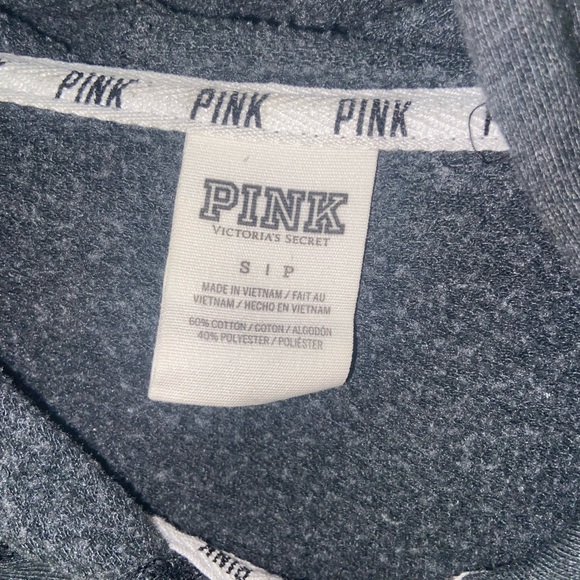 PINK PINK PINK P
PINK
VICTORIA'S SECRET
S | P
MADE IN VIETNAM / FAIT AU
VIETNAM / HECHO EN VIETNAM
60% COTTON / COTON / ALGODÓN
40% POLYESTER / POLIÉSTER
PINK